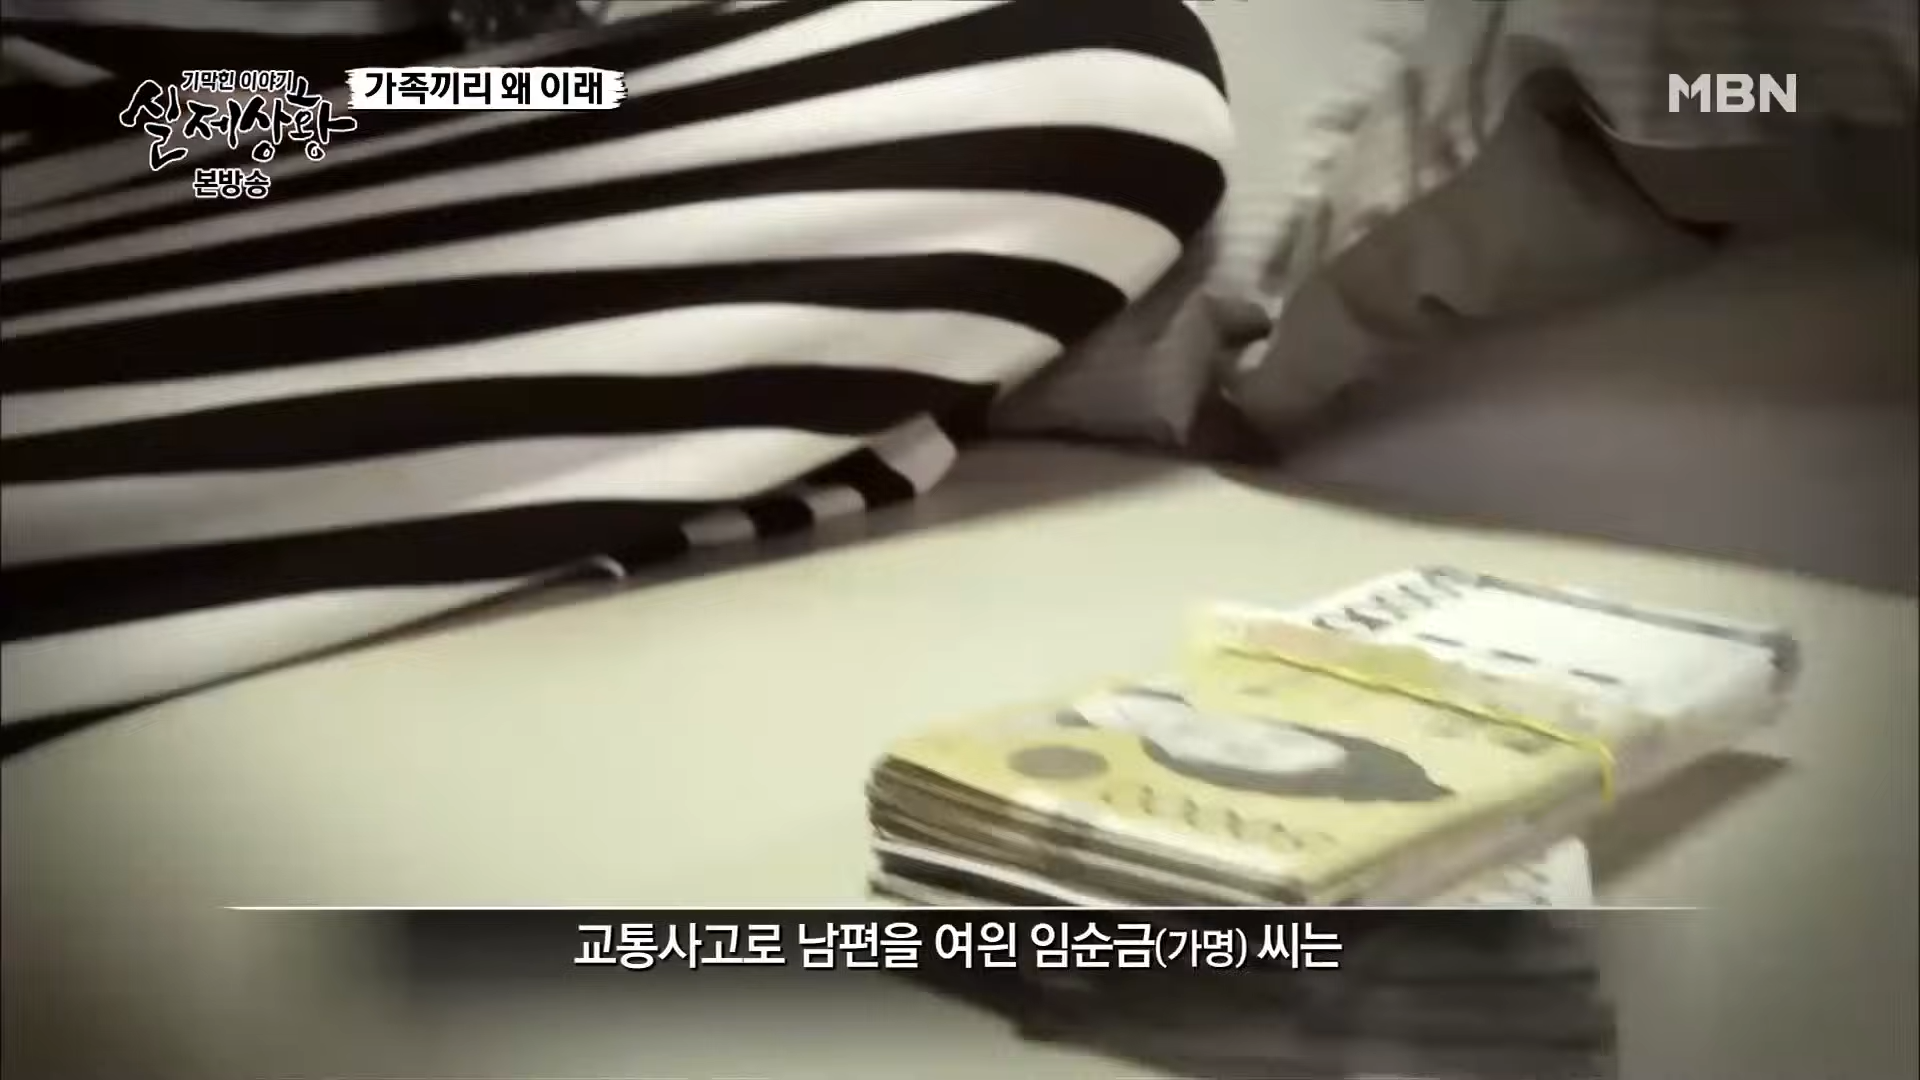 기막힌 이야기
실제상황
본방송
가족끼리 왜 이래
MBN
교통사고로 남편을 여읜 임순금(가명) 씨는